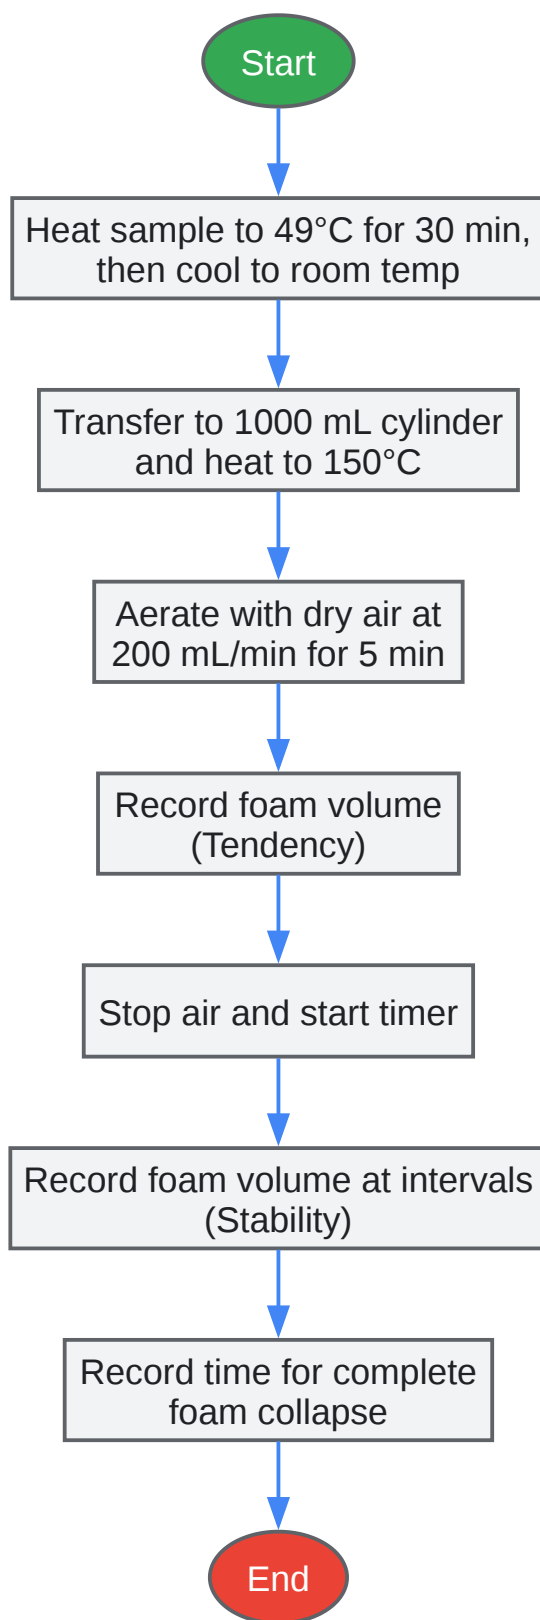 Start
Heat sample to 49°C for 30 min,
then cool to room temp
Transfer to 1000 mL cylinder
and heat to 150°C
Aerate with dry air at
200 mL/min for 5 min
Record foam volume
(Tendency)
Stop air and start timer
Record foam volume at intervals
(Stability)
Record time for complete
foam collapse
End